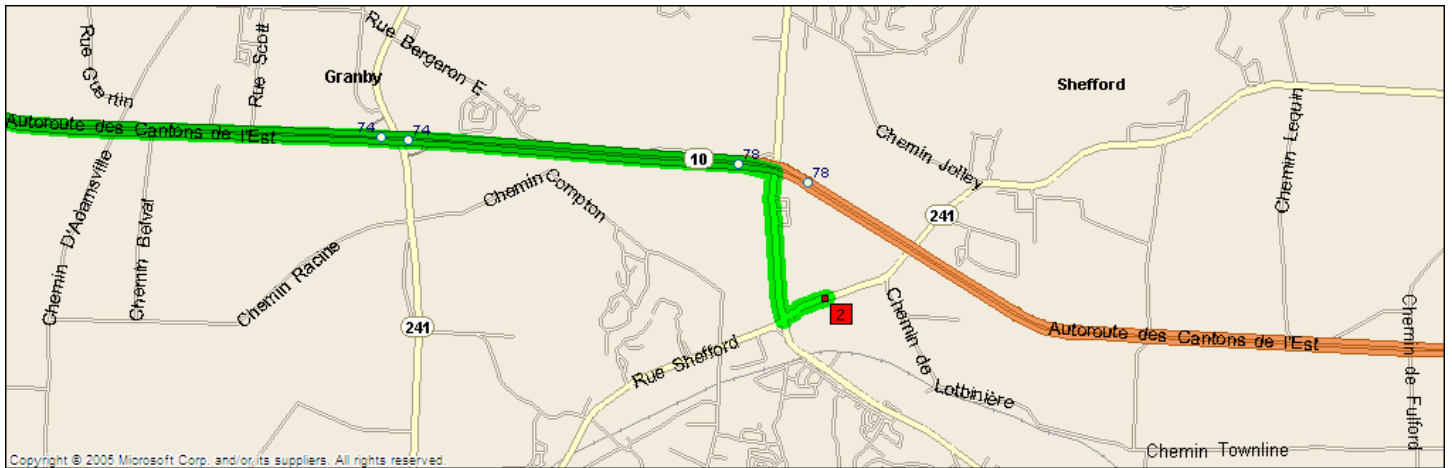 Rue Guertin
Rue Scott
Rue Bergeron E
Granby
Shefford
Autoroute des Cantons de l'Est
74
74
10
78
78
Chemin Jolley
Chemin Lequin
Chemin D'Adamsville
Chemin Belval
Chemin Racine
Chemin Compton
241
241
2
Rue Shefford
Chemin de Lotbinière
Autoroute des Cantons de l'Est
Chemin de Fulford
Chemin Townline
Copyright © 2005 Microsoft Corp. and/or its suppliers. All rights reserved.